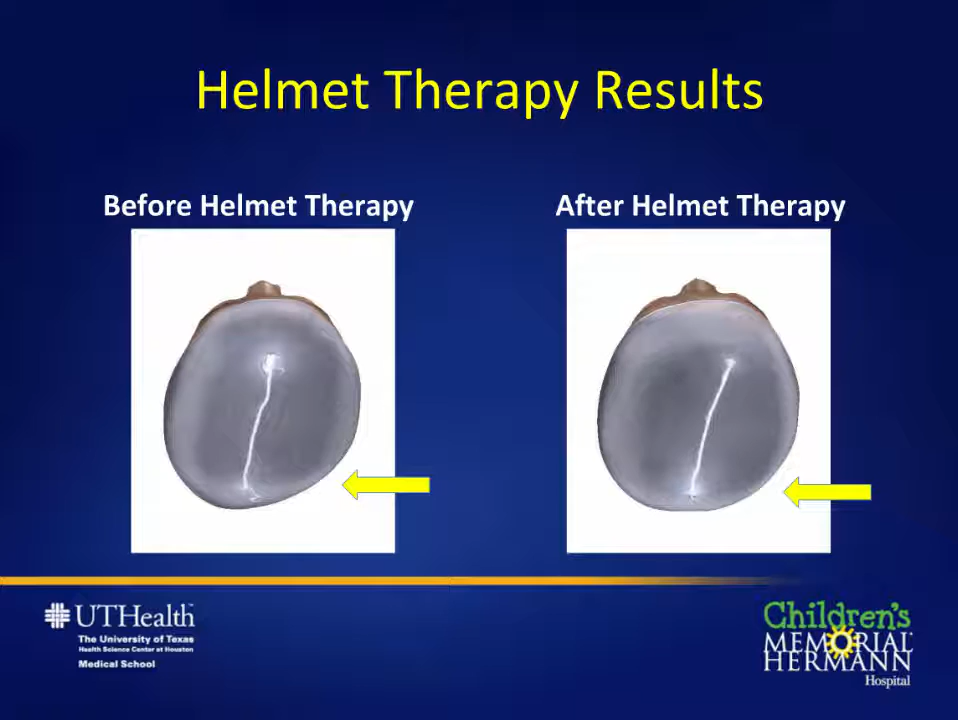 Helmet Therapy Results
Before Helmet Therapy
After Helmet Therapy
UTHealth
The University of Texas
Health Science Center at Houston
Medical School
Children's
MEMORIAL
HERMANN
Hospital